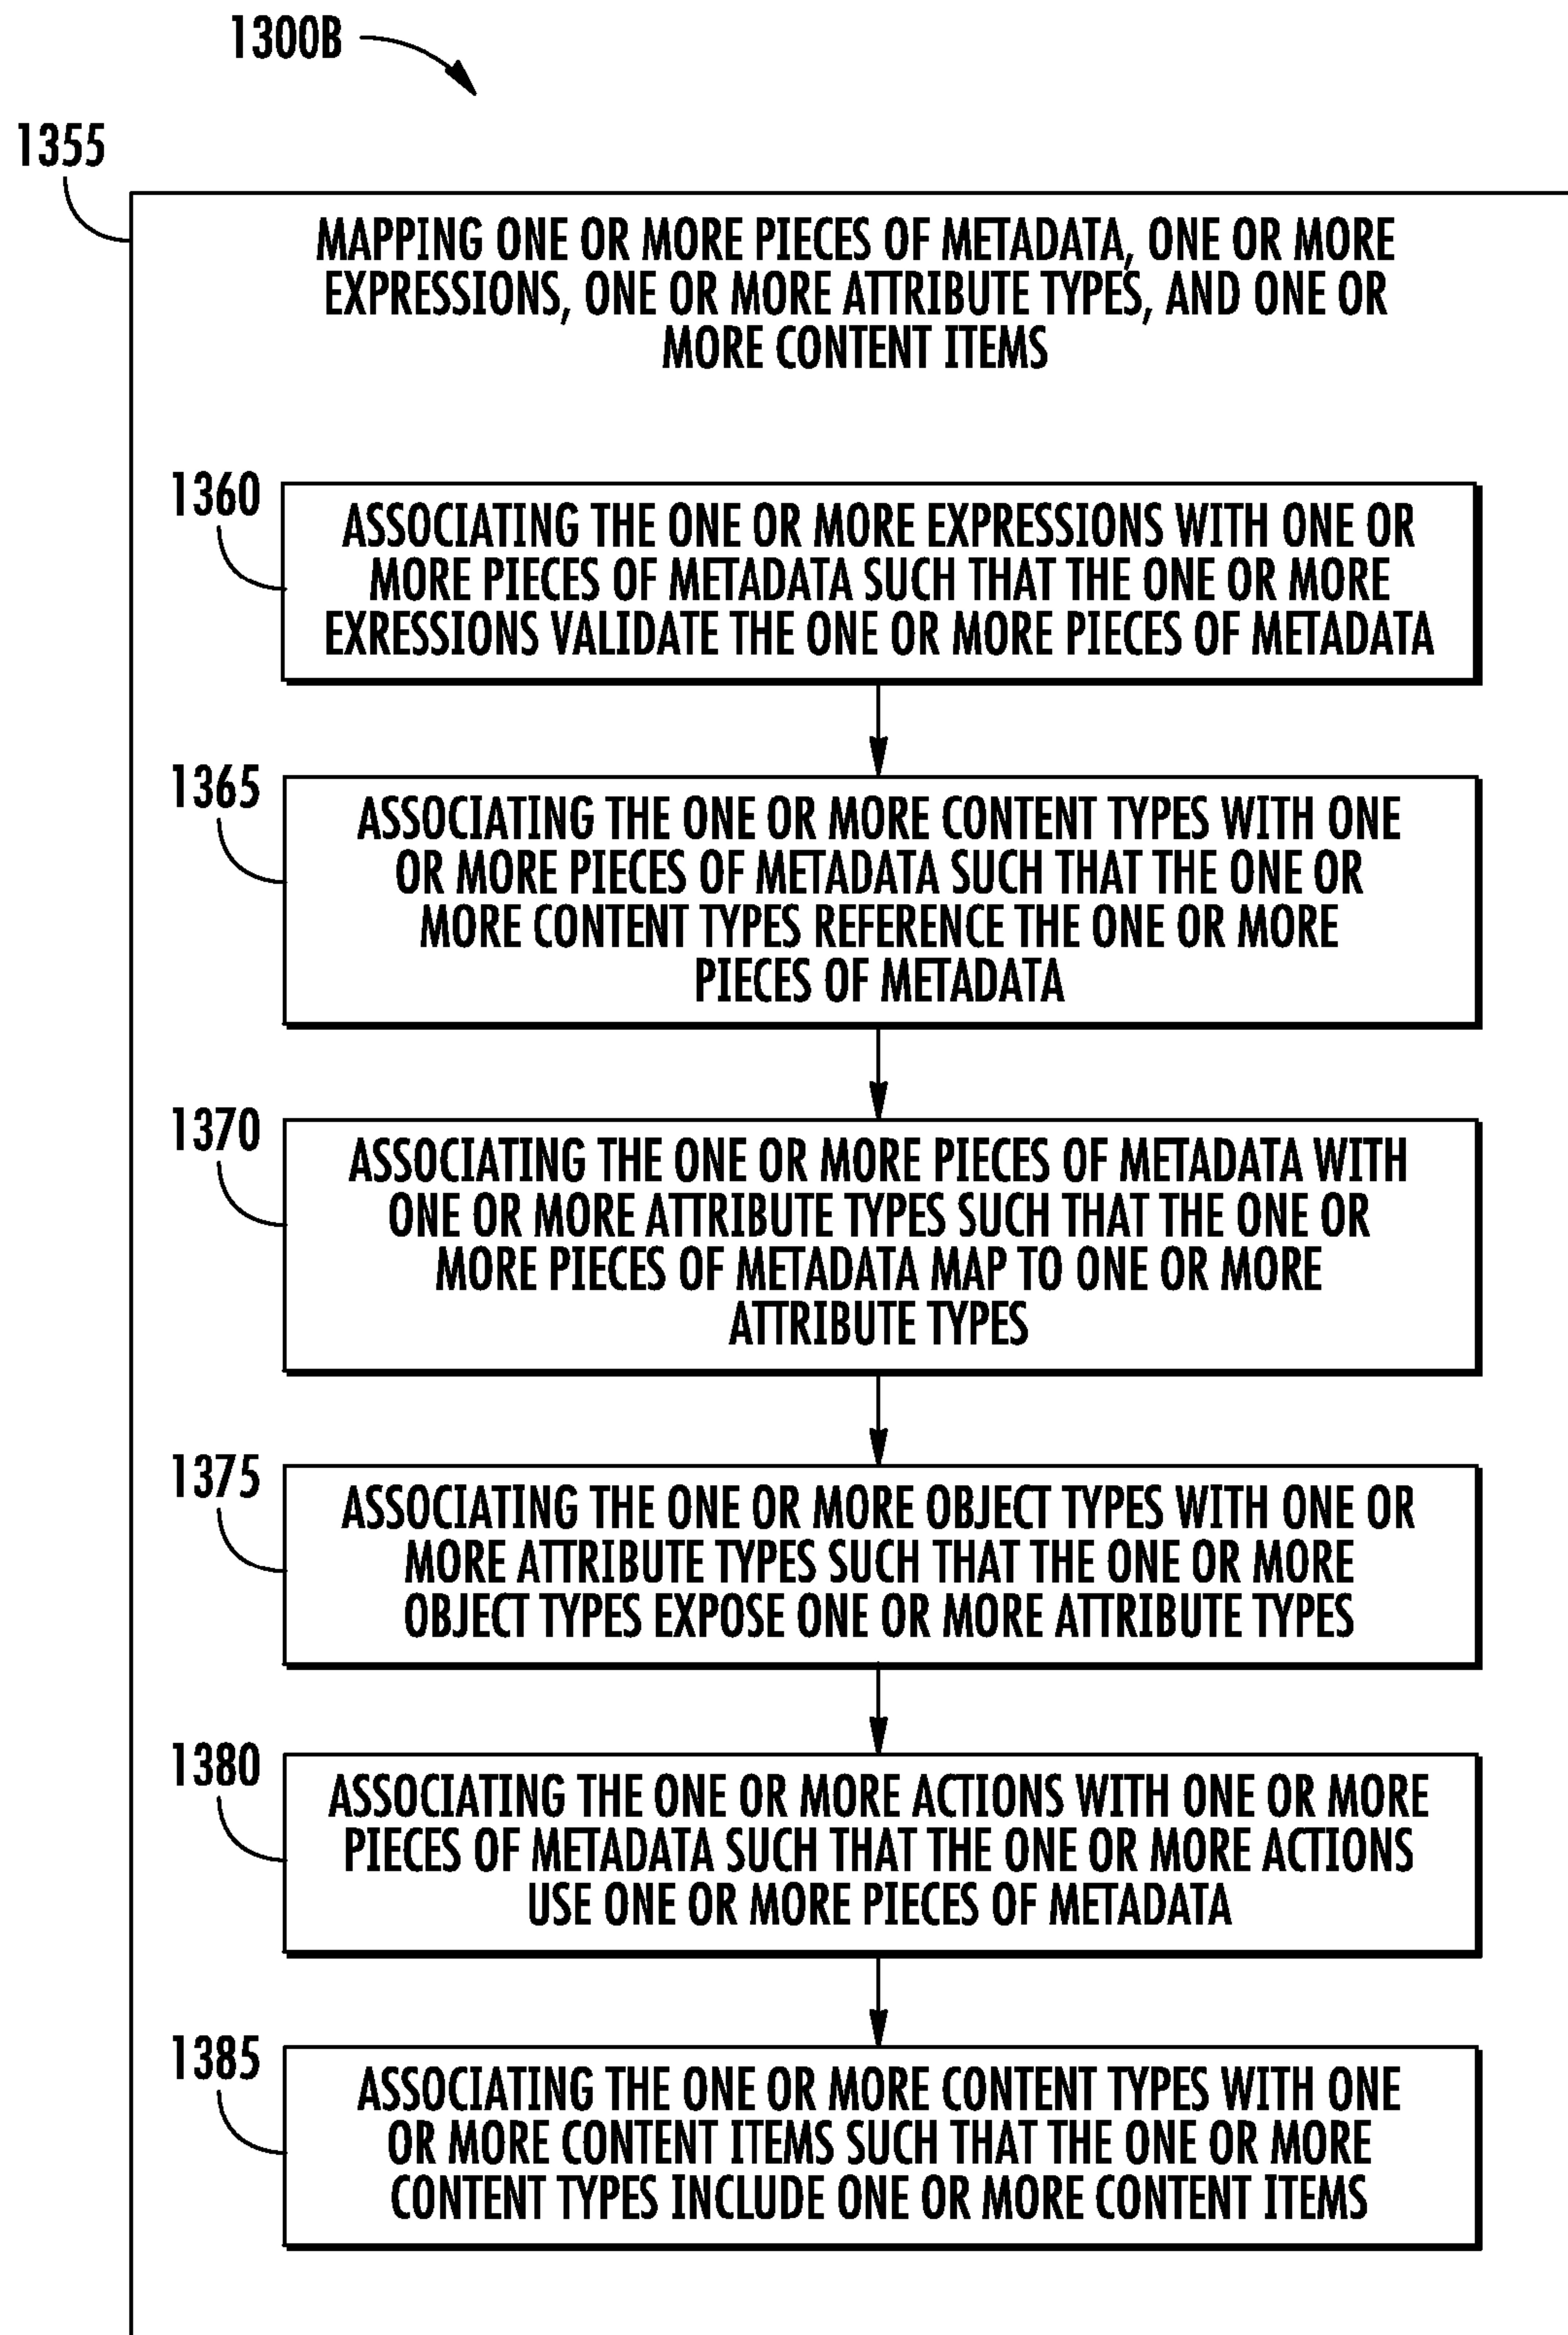 1300B
1355
MAPPING ONE OR MORE PIECES OF METADATA, ONE OR MORE
EXPRESSIONS, ONE OR MORE ATTRIBUTE TYPES, AND ONE OR
MORE CONTENT ITEMS
1360
ASSOCIATING THE ONE OR MORE EXPRESSIONS WITH ONE OR
MORE PIECES OF METADATA SUCH THAT THE ONE OR MORE
EXRESSIONS VALIDATE THE ONE OR MORE PIECES OF METADATA
1365
ASSOCIATING THE ONE OR MORE CONTENT TYPES WITH ONE
OR MORE PIECES OF METADATA SUCH THAT THE ONE OR
MORE CONTENT TYPES REFERENCE THE ONE OR MORE
PIECES OF METADATA
1370
ASSOCIATING THE ONE OR MORE PIECES OF METADATA WITH
ONE OR MORE ATTRIBUTE TYPES SUCH THAT THE ONE OR
MORE PIECES OF METADATA MAP TO ONE OR MORE
ATTRIBUTE TYPES
1375
ASSOCIATING THE ONE OR MORE OBJECT TYPES WITH ONE OR
MORE ATTRIBUTE TYPES SUCH THAT THE ONE OR MORE
OBJECT TYPES EXPOSE ONE OR MORE ATTRIBUTE TYPES
1380
ASSOCIATING THE ONE OR MORE ACTIONS WITH ONE OR MORE
PIECES OF METADATA SUCH THAT THE ONE OR MORE ACTIONS
USE ONE OR MORE PIECES OF METADATA
1385
ASSOCIATING THE ONE OR MORE CONTENT TYPES WITH ONE
OR MORE CONTENT ITEMS SUCH THAT THE ONE OR MORE
CONTENT TYPES INCLUDE ONE OR MORE CONTENT ITEMS